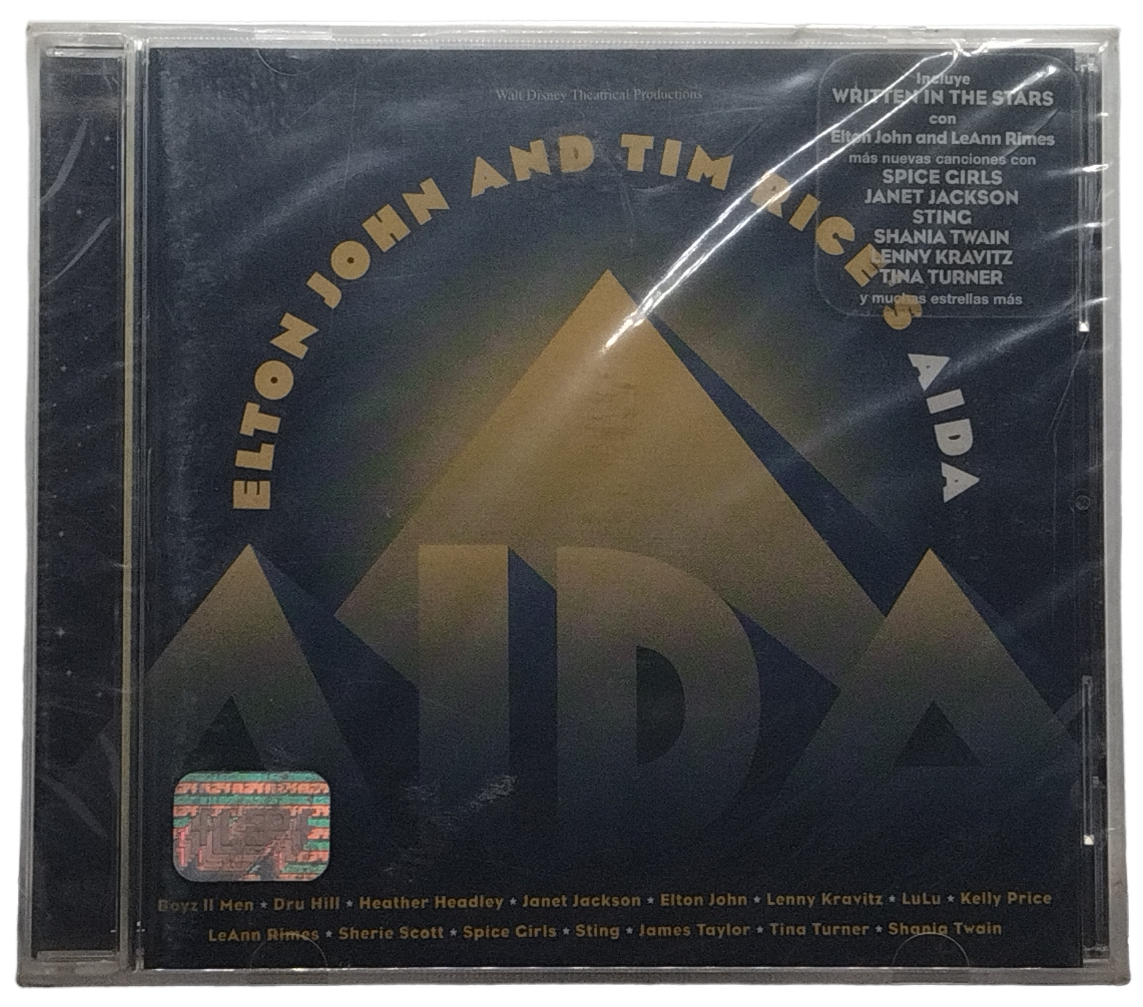 Walt Disney Theatrical Productions
ELTON JOHN AND TIM RICE'S AIDA
Incluye
WRITTEN IN THE STARS
con
Elton John and LeAnn Rimes
más nuevas canciones con
SPICE GIRLS
JANET JACKSON
STING
SHANIA TWAIN
LENNY KRAVITZ
TINA TURNER
y muchas estrellas más
AIDA
Boyz II Men * Dru Hill * Heather Headley * Janet Jackson * Elton John * Lenny Kravitz * LuLu * Kelly Price
LeAnn Rimes * Sherie Scott * Spice Girls * Sting * James Taylor * Tina Turner * Shania Twain